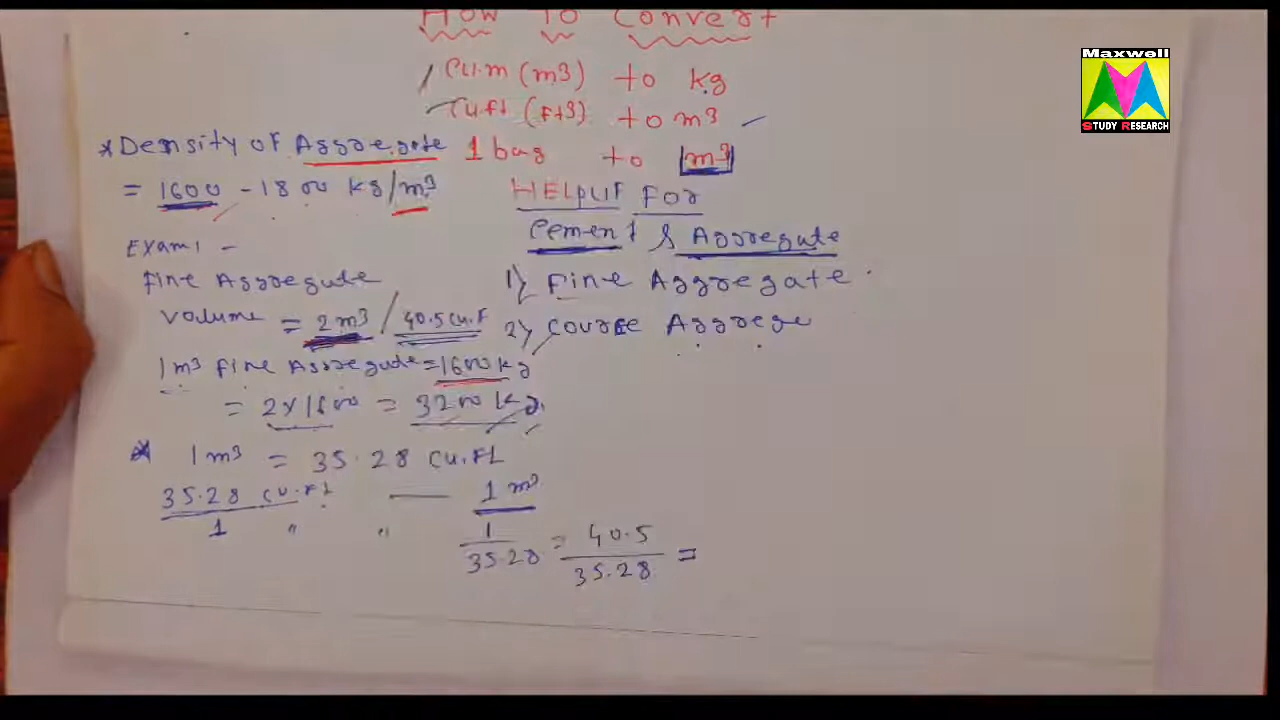 How To Convert
Cu.m (m3) to kg
Cuft (Ft3) to m3
1 bag to m3
*Density of Aggregate
= 1600 - 1800 kg/m3
HELPUF For
Cement & Aggregate
Exam: -
Fine Aggregate
1) Fine Aggregate
volume = 2m3 / 40.5 cu.F
2) Course Aggrege
1m3 Fine Aggregate = 1600 kg
= 2x1600 = 3200 kg.
* 1m3 = 35.28 cu.Ft
35.28 cu.Ft — 1 m3
1 " "
1/35.28 = 40.5/35.28 =
Maxwell
STUDY RESEARCH